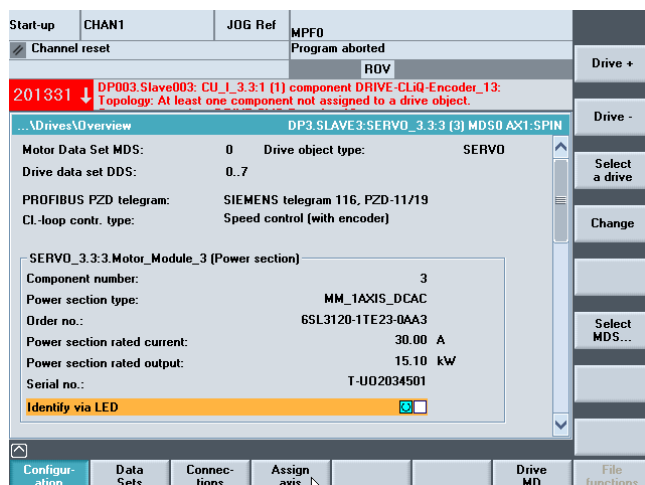 Start-up CHAN1 JOG Ref MPF0
Channel reset Program aborted
ROV
201331 DP003.Slave003: CU_I_3.3:1 (1) component DRIVE-CLiQ-Encoder_13:
Topology: At least one component not assigned to a drive object.
...\Drives\Overview DP3.SLAVE3:SERVO_3.3:3 (3) MDS0 AX1:SPIN
Motor Data Set MDS: 0 Drive object type: SERVO
Drive data set DDS: 0..7
PROFIBUS PZD telegram: SIEMENS telegram 116, PZD-11/19
Cl.-loop contr. type: Speed control (with encoder)
SERVO_3.3:3.Motor_Module_3 (Power section)
Component number: 3
Power section type: MM_1AXIS_DCAC
Order no.: 6SL3120-1TE23-0AA3
Power section rated current: 30.00 A
Power section rated output: 15.10 kW
Serial no.: T-UO2034501
Identify via LED
Drive +
Drive -
Select
a drive
Change
Select
MDS...
Configur-
ation
Data
Sets
Connec-
tions
Assign
axis
Drive
MD
File
functions